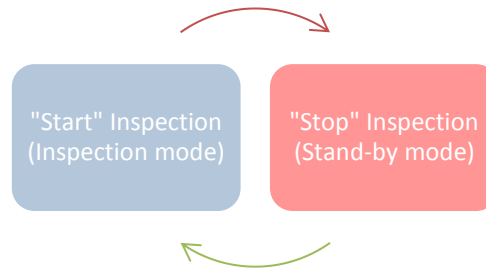 "Start" Inspection
(Inspection mode)
"Stop" Inspection
(Stand-by mode)